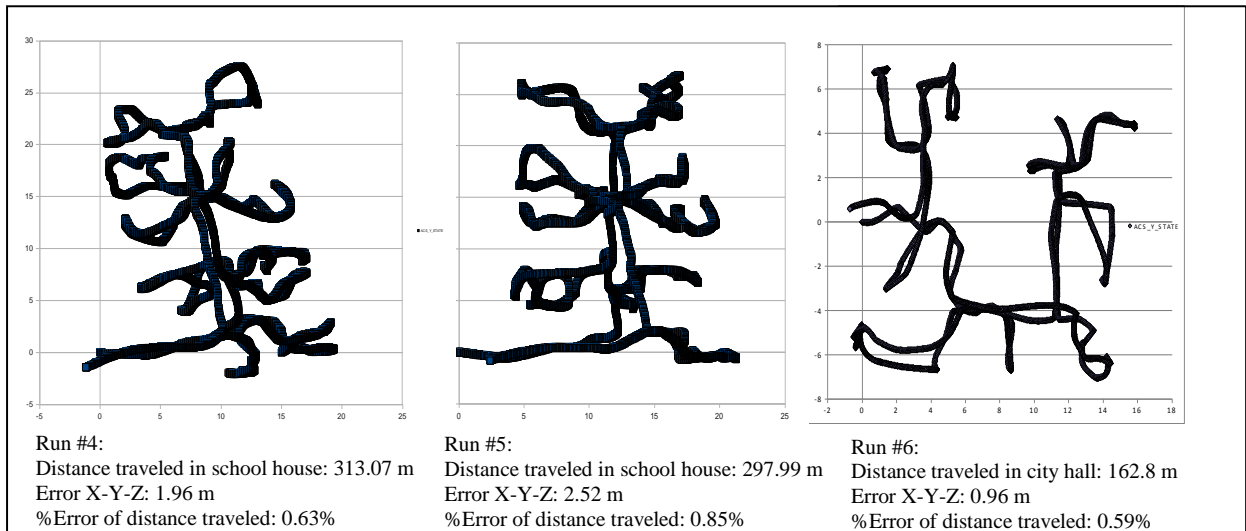 30
25
20
15
10
5
0
-5
-5 0 5 10 15 20 25
ACS_Y_STATE
0 5 10 15 20 25
8
6
4
2
0
-2
-4
-6
-8
-2 0 2 4 6 8 10 12 14 16 18
ACS_Y_STATE
Run #4:
Distance traveled in school house: 313.07 m
Error X-Y-Z: 1.96 m
%Error of distance traveled: 0.63%
Run #5:
Distance traveled in school house: 297.99 m
Error X-Y-Z: 2.52 m
%Error of distance traveled: 0.85%
Run #6:
Distance traveled in city hall: 162.8 m
Error X-Y-Z: 0.96 m
%Error of distance traveled: 0.59%